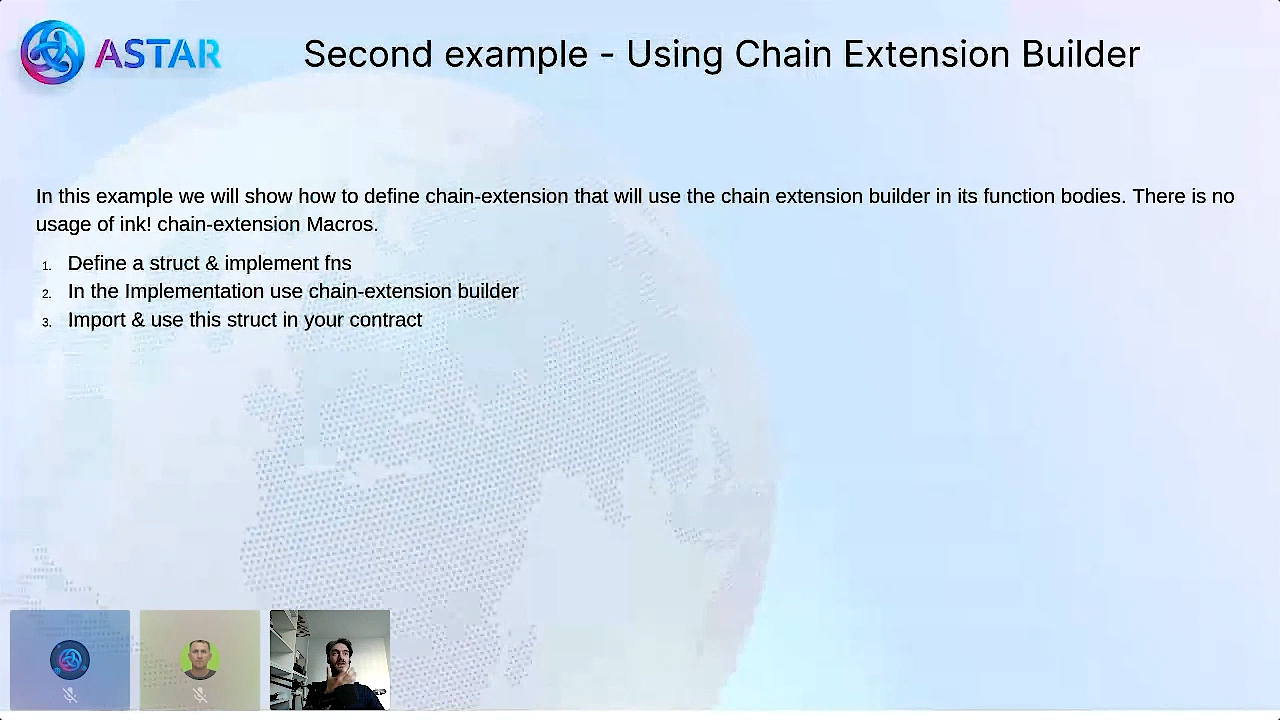 ASTAR
Second example - Using Chain Extension Builder
In this example we will show how to define chain-extension that will use the chain extension builder in its function bodies. There is no
usage of ink! chain-extension Macros.
1. Define a struct & implement fns
2. In the Implementation use chain-extension builder
3. Import & use this struct in your contract